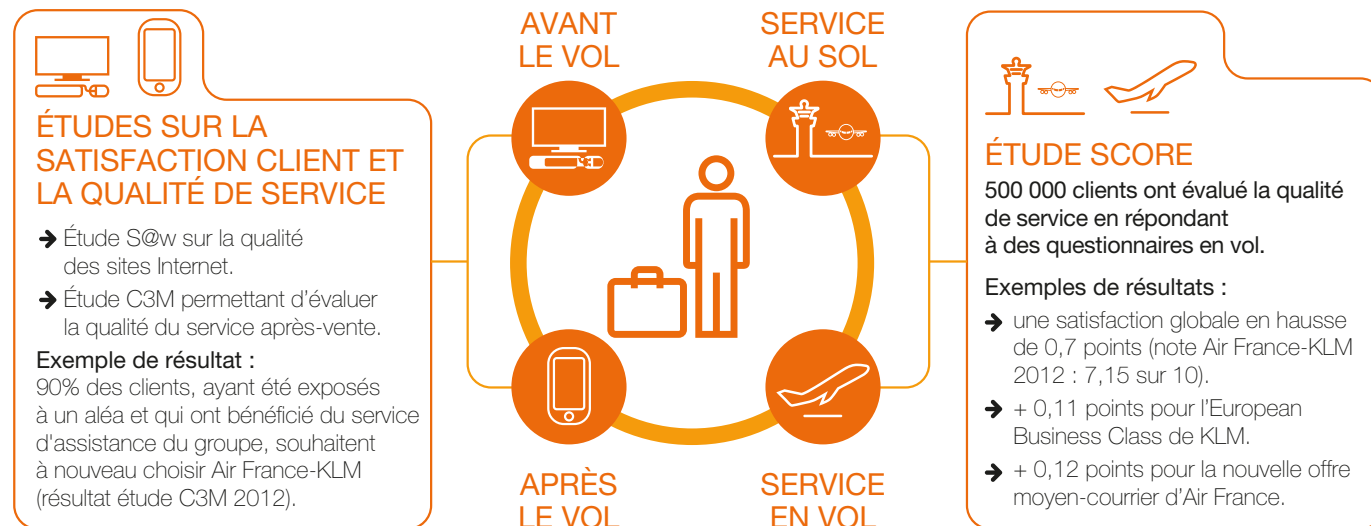 ÉTUDES SUR LA
SATISFACTION CLIENT ET
LA QUALITÉ DE SERVICE
➔ Étude S@w sur la qualité
des sites Internet.
➔ Étude C3M permettant d'évaluer
la qualité du service après-vente.
Exemple de résultat :
90% des clients, ayant été exposés
à un aléa et qui ont bénéficié du service
d'assistance du groupe, souhaitent
à nouveau choisir Air France-KLM
(résultat étude C3M 2012).
AVANT
LE VOL
SERVICE
AU SOL
APRÈS
LE VOL
SERVICE
EN VOL
ÉTUDE SCORE
500 000 clients ont évalué la qualité
de service en répondant
à des questionnaires en vol.
Exemples de résultats :
➔ une satisfaction globale en hausse
de 0,7 points (note Air France-KLM
2012 : 7,15 sur 10).
➔ + 0,11 points pour l'European
Business Class de KLM.
➔ + 0,12 points pour la nouvelle offre
moyen-courrier d'Air France.